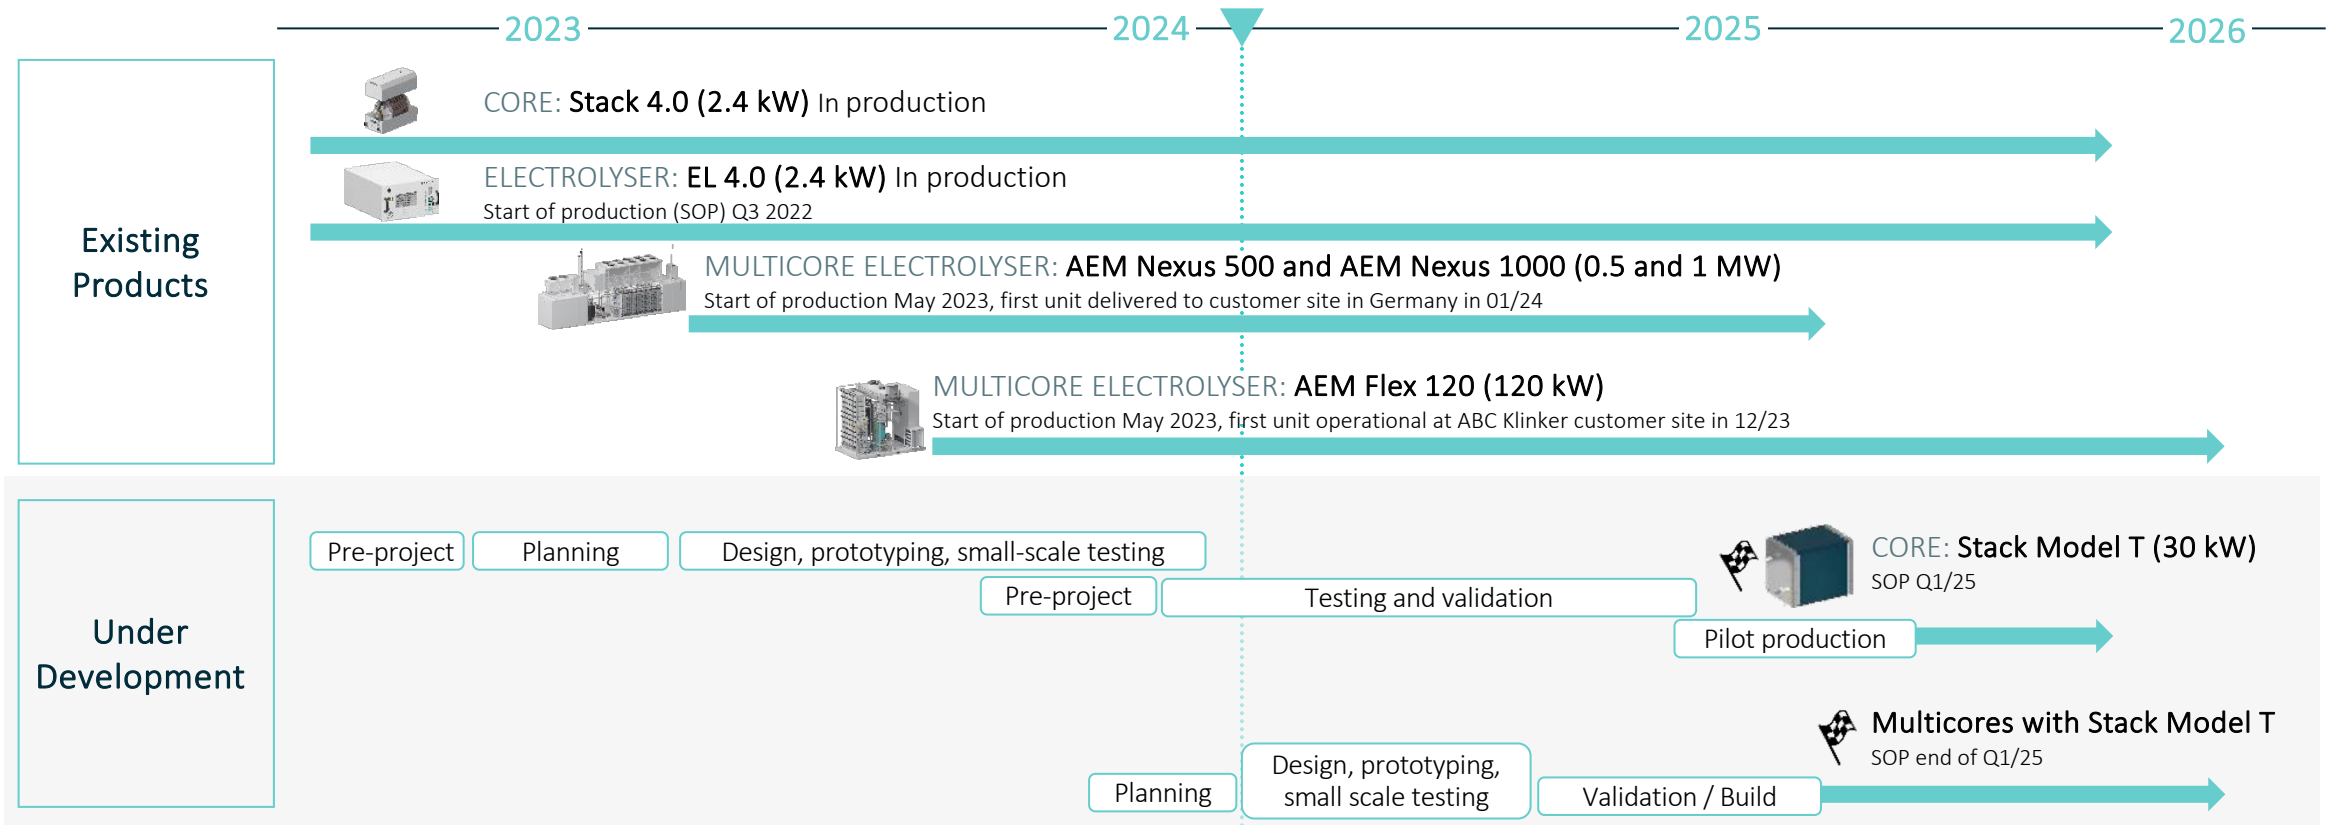 2023 2024 2025 2026
Existing
Products
CORE: Stack 4.0 (2.4 kW) In production
ELECTROLYSER: EL 4.0 (2.4 kW) In production
Start of production (SOP) Q3 2022
MULTICORE ELECTROLYSER: AEM Nexus 500 and AEM Nexus 1000 (0.5 and 1 MW)
Start of production May 2023, first unit delivered to customer site in Germany in 01/24
MULTICORE ELECTROLYSER: AEM Flex 120 (120 kW)
Start of production May 2023, first unit operational at ABC Klinker customer site in 12/23
Under
Development
Pre-project
Planning
Design, prototyping, small-scale testing
Pre-project
Testing and validation
Pilot production
CORE: Stack Model T (30 kW)
SOP Q1/25
Planning
Design, prototyping,
small scale testing
Validation / Build
Multicores with Stack Model T
SOP end of Q1/25